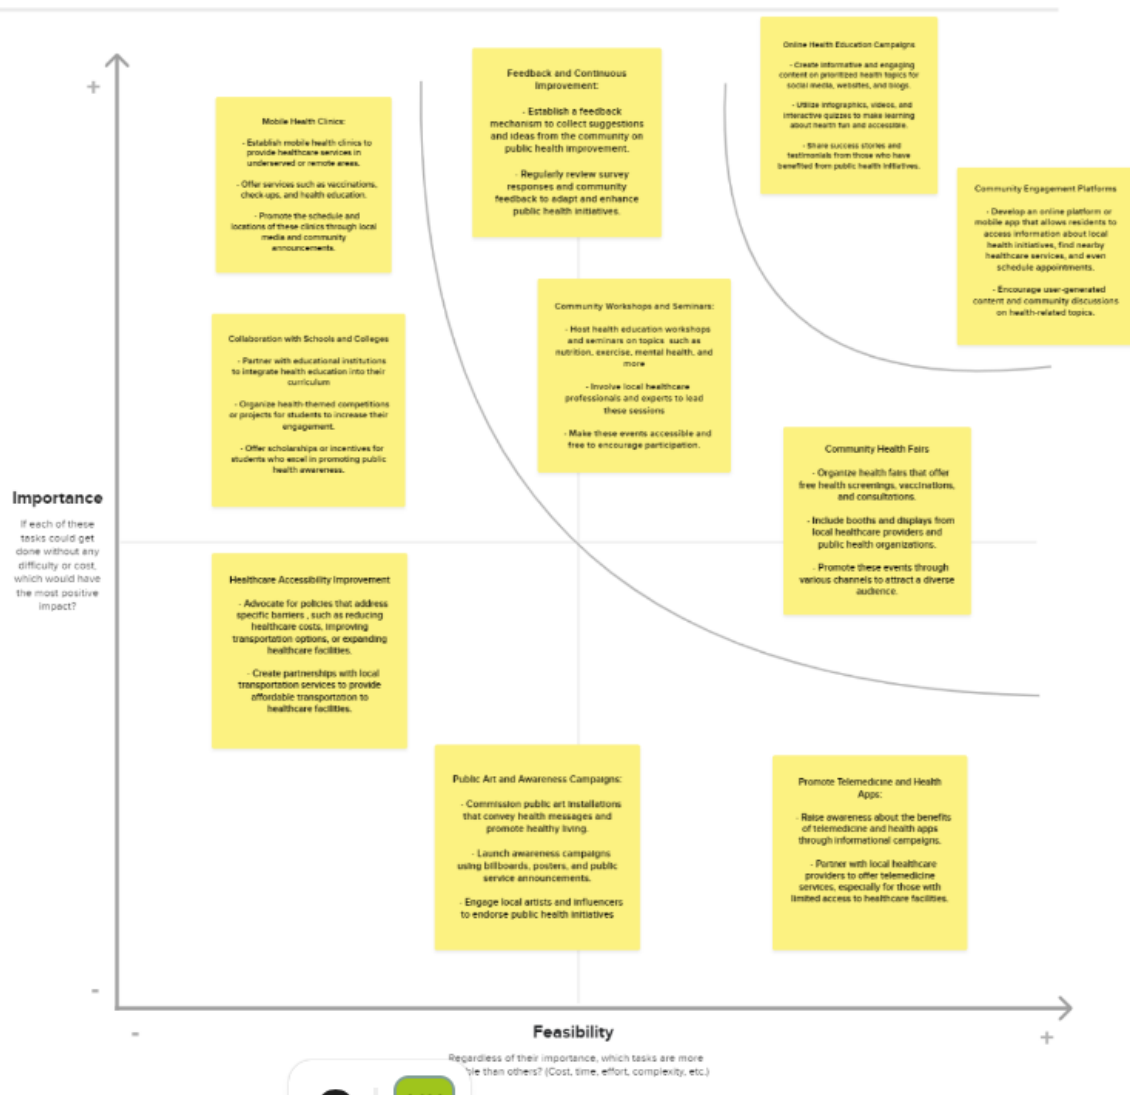 +
Mobile Health Clinics:
- Establish mobile health clinics to
provide healthcare services in
underserved or remote areas.
- Offer services such as vaccinations,
check-ups, and health education.
- Promote the schedule and
locations of these clinics through local
media and community
announcements.
Feedback and Continuous
Improvement:
- Establish a feedback
mechanism to collect suggestions
and ideas from the community on
public health improvement.
- Regularly review survey
responses and community
feedback to adapt and enhance
public health initiatives.
Online Health Education Campaigns
- Create informative and engaging
content on prioritized health topics for
social media, websites, and blogs.
- Utilize infographics, videos, and
interactive quizzes to make learning
about health fun and accessible.
- Share success stories and
testimonials from those who have
benefited from public health initiatives.
Community Engagement Platforms
- Develop an online platform or
mobile app that allows residents to
access information about local
health initiatives, find nearby
healthcare services, and even
schedule appointments.
- Encourage user-generated
content and community discussions
on health-related topics.
Collaboration with Schools and Colleges
- Partner with educational institutions
to integrate health education into their
curriculum
- Organize health-themed competitions
or projects for students to increase their
engagement.
- Offer scholarships or incentives for
students who excel in promoting public
health awareness.
Community Workshops and Seminars:
- Host health education workshops
and seminars on topics such as
nutrition, exercise, mental health, and
more
- Involve local healthcare
professionals and experts to lead
these sessions
- Make these events accessible and
free to encourage participation.
Community Health Fairs
- Organize health fairs that offer
free health screenings, vaccinations,
and consultations.
- Include booths and displays from
local healthcare providers and
public health organizations.
- Promote these events through
various channels to attract a diverse
audience.
Importance
If each of these
tasks could get
done without any
difficulty or cost,
which would have
the most positive
impact?
Healthcare Accessibility Improvement
- Advocate for policies that address
specific barriers , such as reducing
healthcare costs, improving
transportation options, or expanding
healthcare facilities.
- Create partnerships with local
transportation services to provide
affordable transportation to
healthcare facilities.
Public Art and Awareness Campaigns:
- Commission public art installations
that convey health messages and
promote healthy living.
- Launch awareness campaigns
using billboards, posters, and public
service announcements.
- Engage local artists and influencers
to endorse public health initiatives
Promote Telemedicine and Health
Apps:
- Raise awareness about the benefits
of telemedicine and health apps
through informational campaigns.
- Partner with local healthcare
providers to offer telemedicine
services, especially for those with
limited access to healthcare facilities.
-
-
Feasibility
+
Regardless of their importance, which tasks are more
ble than others? (Cost, time, effort, complexity, etc.)